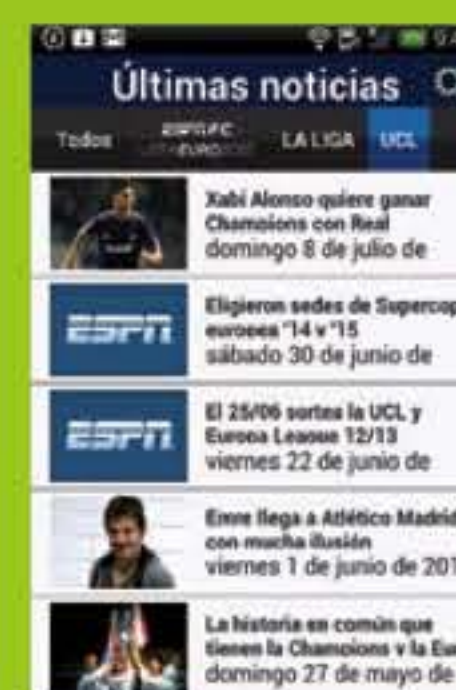 Últimas noticias
Todos
ESPN FC
EURO
LA LIGA
UCL
Xabi Alonso quiere ganar
Champions con Real
domingo 8 de julio de
ESPN
Eligieron sedes de Supercop
europea '14 y '15
sábado 30 de junio de
ESPN
El 25/06 sortea la UCL y
Europa League 12/13
viernes 22 de junio de
Emre llega a Atlético Madrid
con mucha ilusión
viernes 1 de junio de 201
La historia en común que
tienen la Champions y la Eu
domingo 27 de mayo de